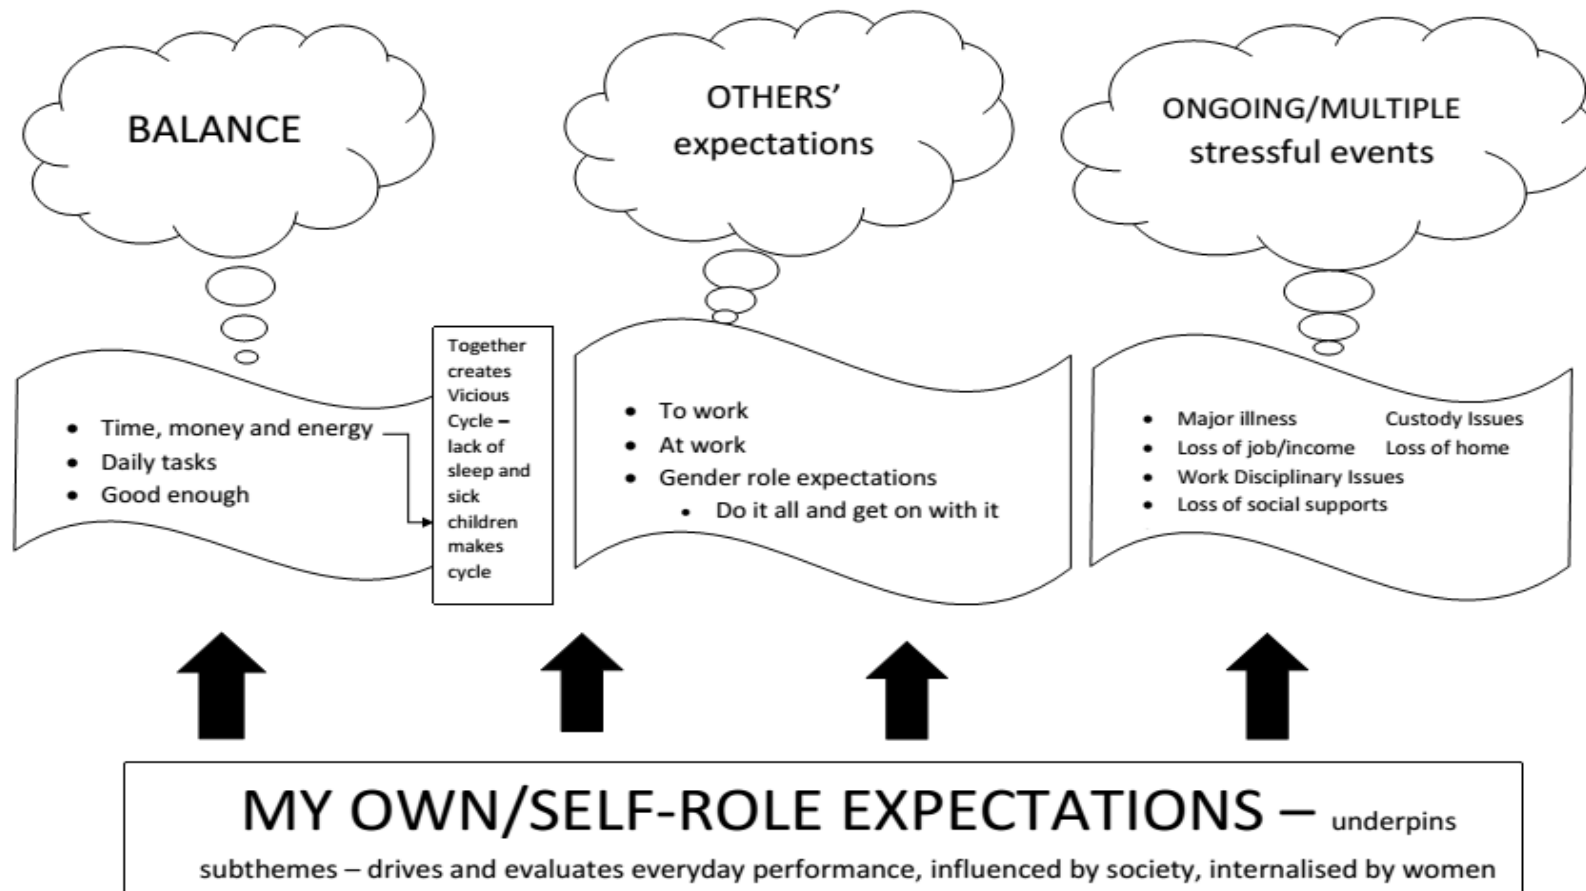 BALANCE
OTHERS’
expectations
ONGOING/MULTIPLE
stressful events
• Time, money and energy
• Daily tasks
• Good enough
Together
creates
Vicious
Cycle –
lack of
sleep and
sick
children
makes
cycle
• To work
• At work
• Gender role expectations
• Do it all and get on with it
• Major illness Custody Issues
• Loss of job/income Loss of home
• Work Disciplinary Issues
• Loss of social supports
MY OWN/SELF-ROLE EXPECTATIONS – underpins
subthemes – drives and evaluates everyday performance, influenced by society, internalised by women